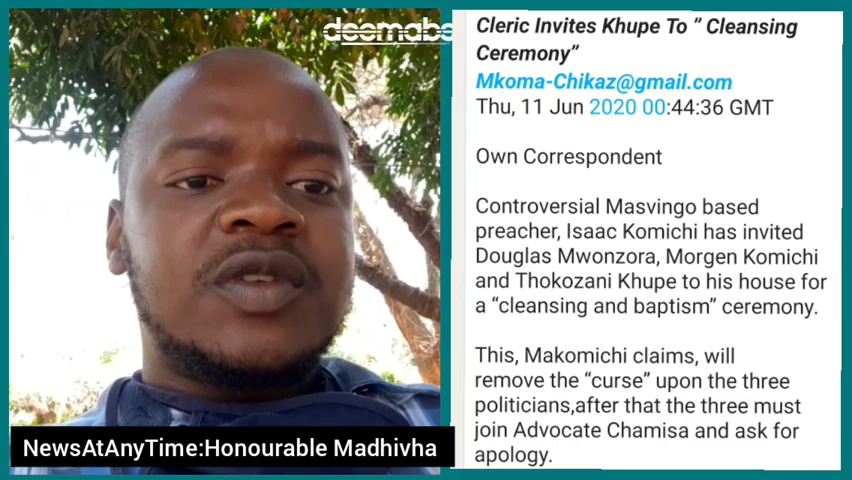 deemabe
Cleric Invites Khupe To ” Cleansing
Ceremony”
Mkoma-Chikaz@gmail.com
Thu, 11 Jun 2020 00:44:36 GMT
Own Correspondent
Controversial Masvingo based
preacher, Isaac Komichi has invited
Douglas Mwonzora, Morgen Komichi
and Thokozani Khupe to his house for
a “cleansing and baptism” ceremony.
This, Makomichi claims, will
remove the “curse” upon the three
politicians,after that the three must
join Advocate Chamisa and ask for
apology.
NewsAtAnyTime:Honourable Madhivha